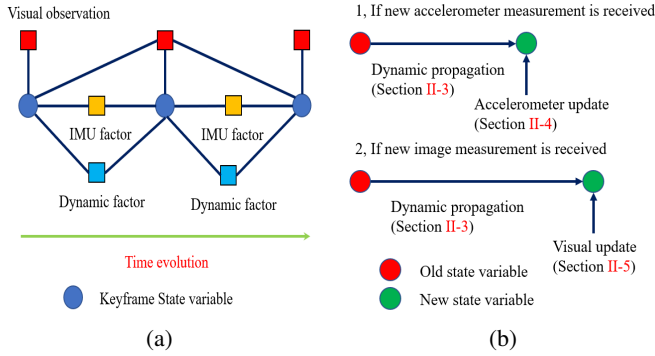 Visual observation
IMU factor
IMU factor
Dynamic factor
Dynamic factor
Time evolution
Keyframe State variable
(a)
1, If new accelerometer measurement is received
Dynamic propagation
(Section II-3)
Accelerometer update
(Section II-4)
2, If new image measurement is received
Dynamic propagation
(Section II-3)
Visual update
(Section II-5)
Old state variable
New state variable
(b)